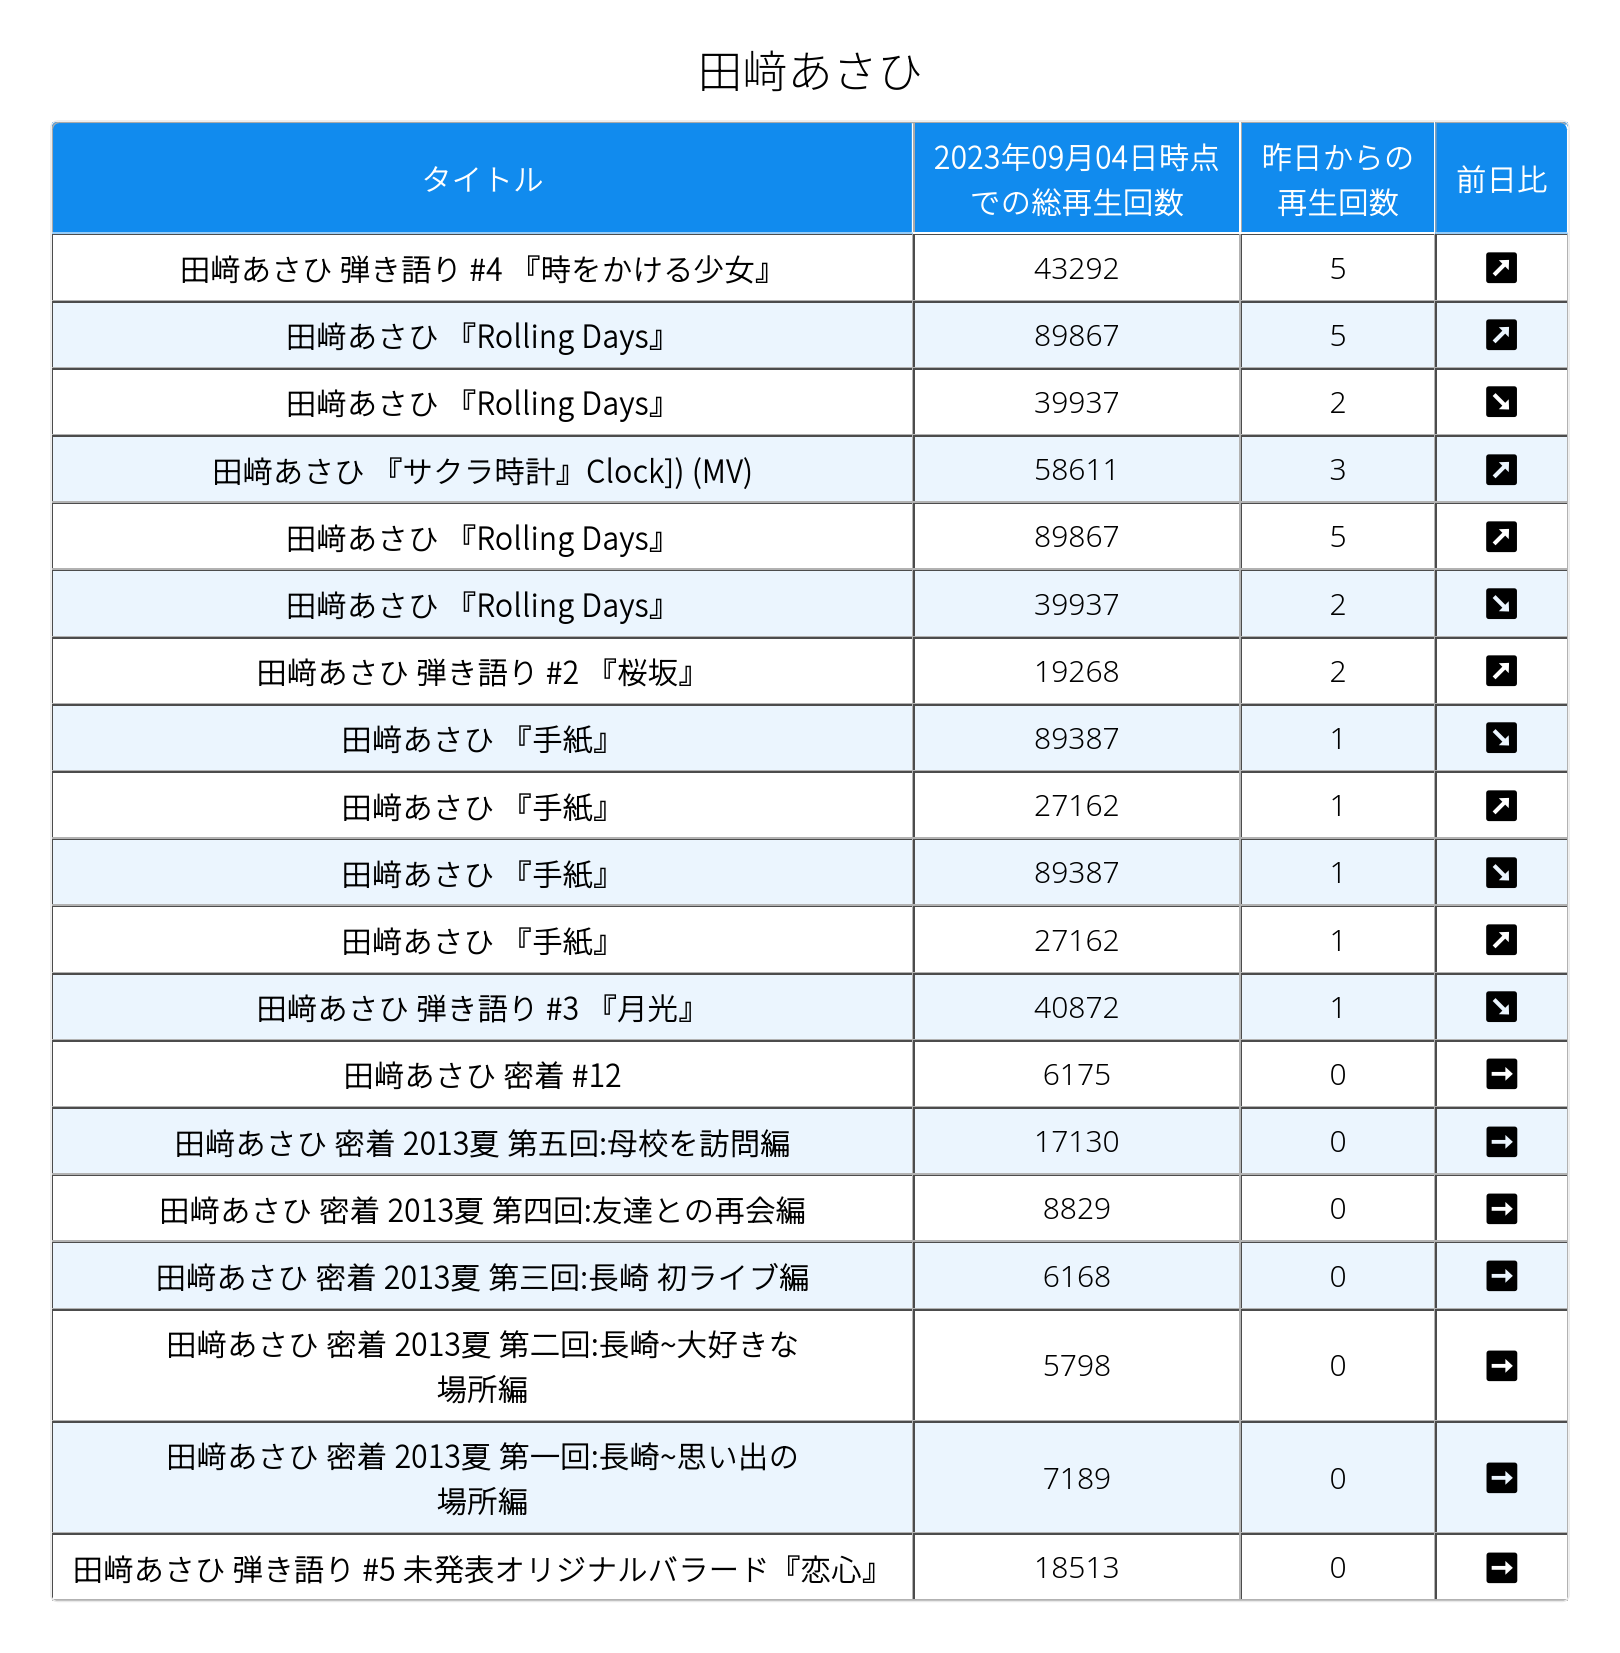 田﨑あさひ
タイトル
2023年09月04日時点
での総再生回数
昨日からの
再生回数
前日比
田﨑あさひ 弾き語り #4 『時をかける少女』 43292 5 ↗
田﨑あさひ 『Rolling Days』 89867 5 ↗
田﨑あさひ 『Rolling Days』 39937 2 ↘
田﨑あさひ 『サクラ時計』Clock]) (MV) 58611 3 ↗
田﨑あさひ 『Rolling Days』 89867 5 ↗
田﨑あさひ 『Rolling Days』 39937 2 ↘
田﨑あさひ 弾き語り #2 『桜坂』 19268 2 ↗
田﨑あさひ 『手紙』 89387 1 ↘
田﨑あさひ 『手紙』 27162 1 ↗
田﨑あさひ 『手紙』 89387 1 ↘
田﨑あさひ 『手紙』 27162 1 ↗
田﨑あさひ 弾き語り #3 『月光』 40872 1 ↘
田﨑あさひ 密着 #12 6175 0 →
田﨑あさひ 密着 2013夏 第五回:母校を訪問編 17130 0 →
田﨑あさひ 密着 2013夏 第四回:友達との再会編 8829 0 →
田﨑あさひ 密着 2013夏 第三回:長崎 初ライブ編 6168 0 →
田﨑あさひ 密着 2013夏 第二回:長崎~大好きな
場所編 5798 0 →
田﨑あさひ 密着 2013夏 第一回:長崎~思い出の
場所編 7189 0 →
田﨑あさひ 弾き語り #5 未発表オリジナルバラード『恋心』 18513 0 →